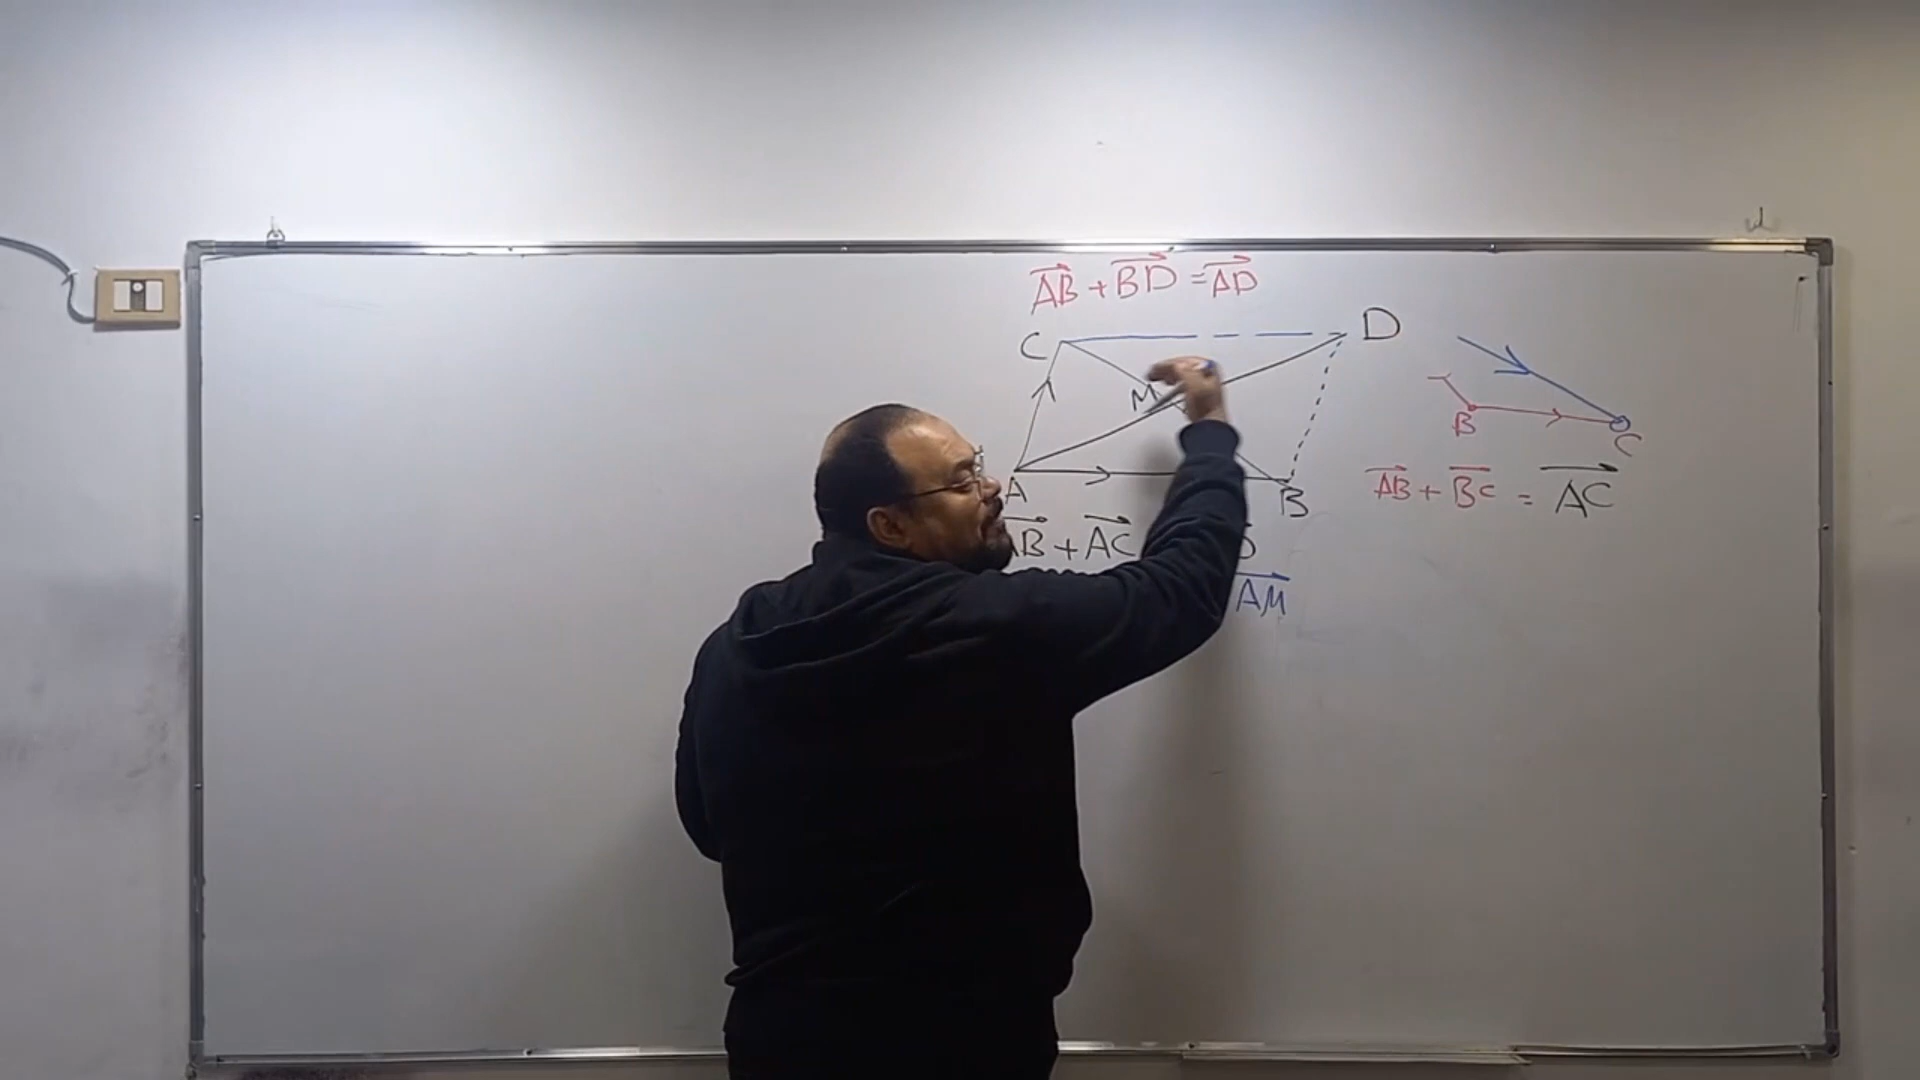 AB + BD = AD
C D
M
A B
AB + AC
AM
B C
AB + BC = AC